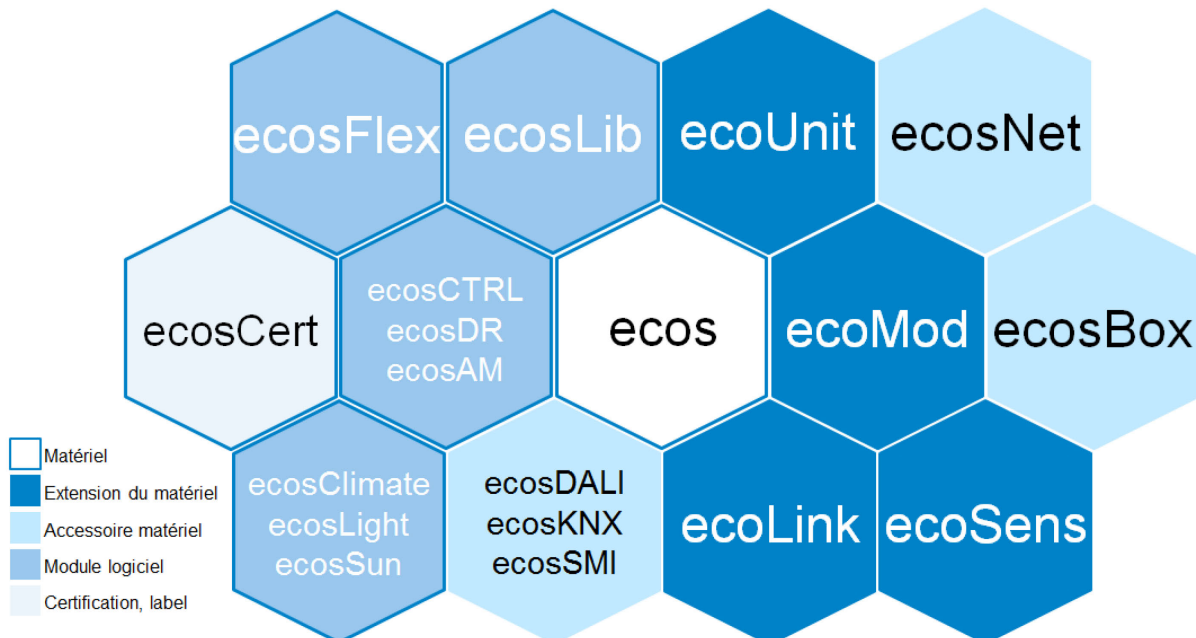 ecosFlex
ecosLib
ecoUnit
ecosNet
ecosCert
ecosCTRL
ecosDR
ecosAM
ecos
ecoMod
ecosBox
ecosClimate
ecosLight
ecosSun
ecosDALI
ecosKNX
ecosSMI
ecoLink
ecoSens
Matériel
Extension du matériel
Accessoire matériel
Module logiciel
Certification, label